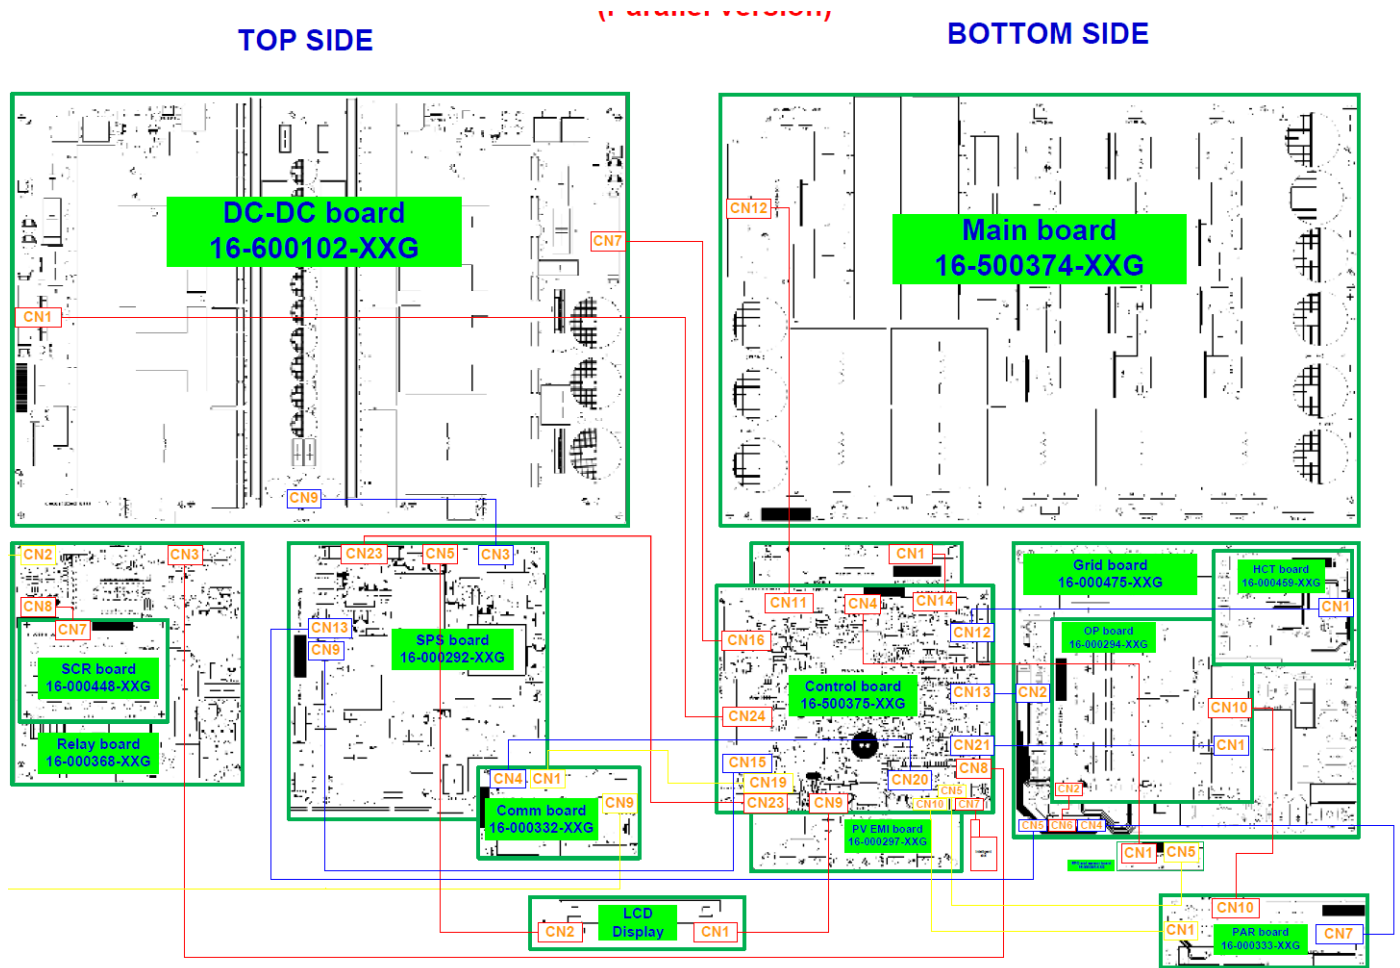 (Parallel version)
TOP SIDE
BOTTOM SIDE
DC-DC board
16-600102-XXG
CN7
CN1
CN9
CN12
Main board
16-500374-XXG
CN2
CN3
CN8
CN7
SCR board
16-000448-XXG
Relay board
16-000368-XXG
CN23
CN5
CN3
CN13
CN9
SPS board
16-000292-XXG
CN4
CN1
CN9
Comm board
16-000332-XXG
CN1
CN11
CN4
CN14
CN16
CN12
Control board
16-500375-XXG
CN13
CN24
CN21
CN15
CN8
CN19
CN20
CN5
CN23
CN9
CN10
CN7
PV EMI board
16-000297-XXG
Grid board
16-000475-XXG
HCT board
16-000459-XXG
CN1
OP board
16-000294-XXG
CN2
CN10
CN1
CN2
CN5
CN6
CN4
CN1
CN5
LCD
Display
CN2
CN1
CN10
CN1
PAR board
16-000333-XXG
CN7